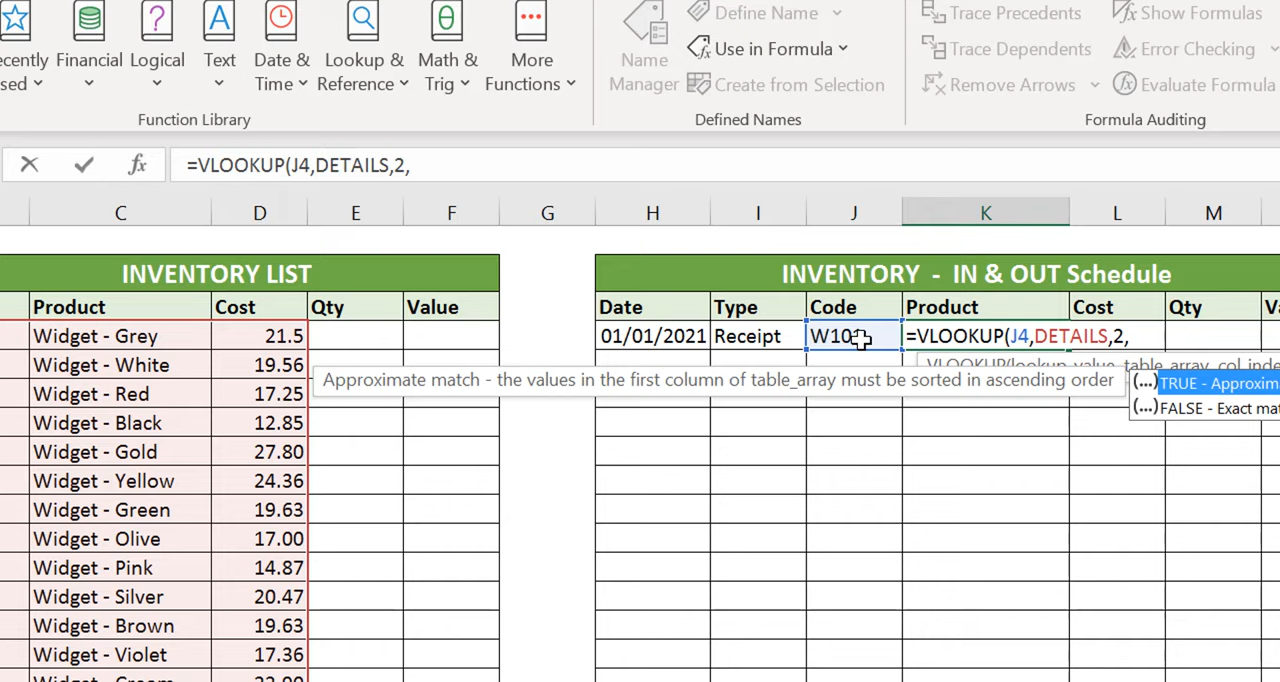 ecently Financial Logical Text Date & Lookup & Math & More
sed Time Reference Trig Functions
Function Library
Name Manager
Define Name
Use in Formula
Create from Selection
Defined Names
Trace Precedents Show Formulas
Trace Dependents Error Checking
Remove Arrows Evaluate Formula
Formula Auditing
fx =VLOOKUP(J4,DETAILS,2,
C D E F G H I J K L M
INVENTORY LIST INVENTORY - IN & OUT Schedule
Product Cost Qty Value Date Type Code Product Cost Qty Va
Widget - Grey 21.5 01/01/2021 Receipt W10 =VLOOKUP(J4,DETAILS,2,
Widget - White 19.56 VLOOKUP(lookup_value, table_array, col_inde
Approximate match - the values in the first column of table_array must be sorted in ascending order
(...)TRUE - Approxim
(...)FALSE - Exact mat
Widget - Red 17.25
Widget - Black 12.85
Widget - Gold 27.80
Widget - Yellow 24.36
Widget - Green 19.63
Widget - Olive 17.00
Widget - Pink 14.87
Widget - Silver 20.47
Widget - Brown 19.63
Widget - Violet 17.36